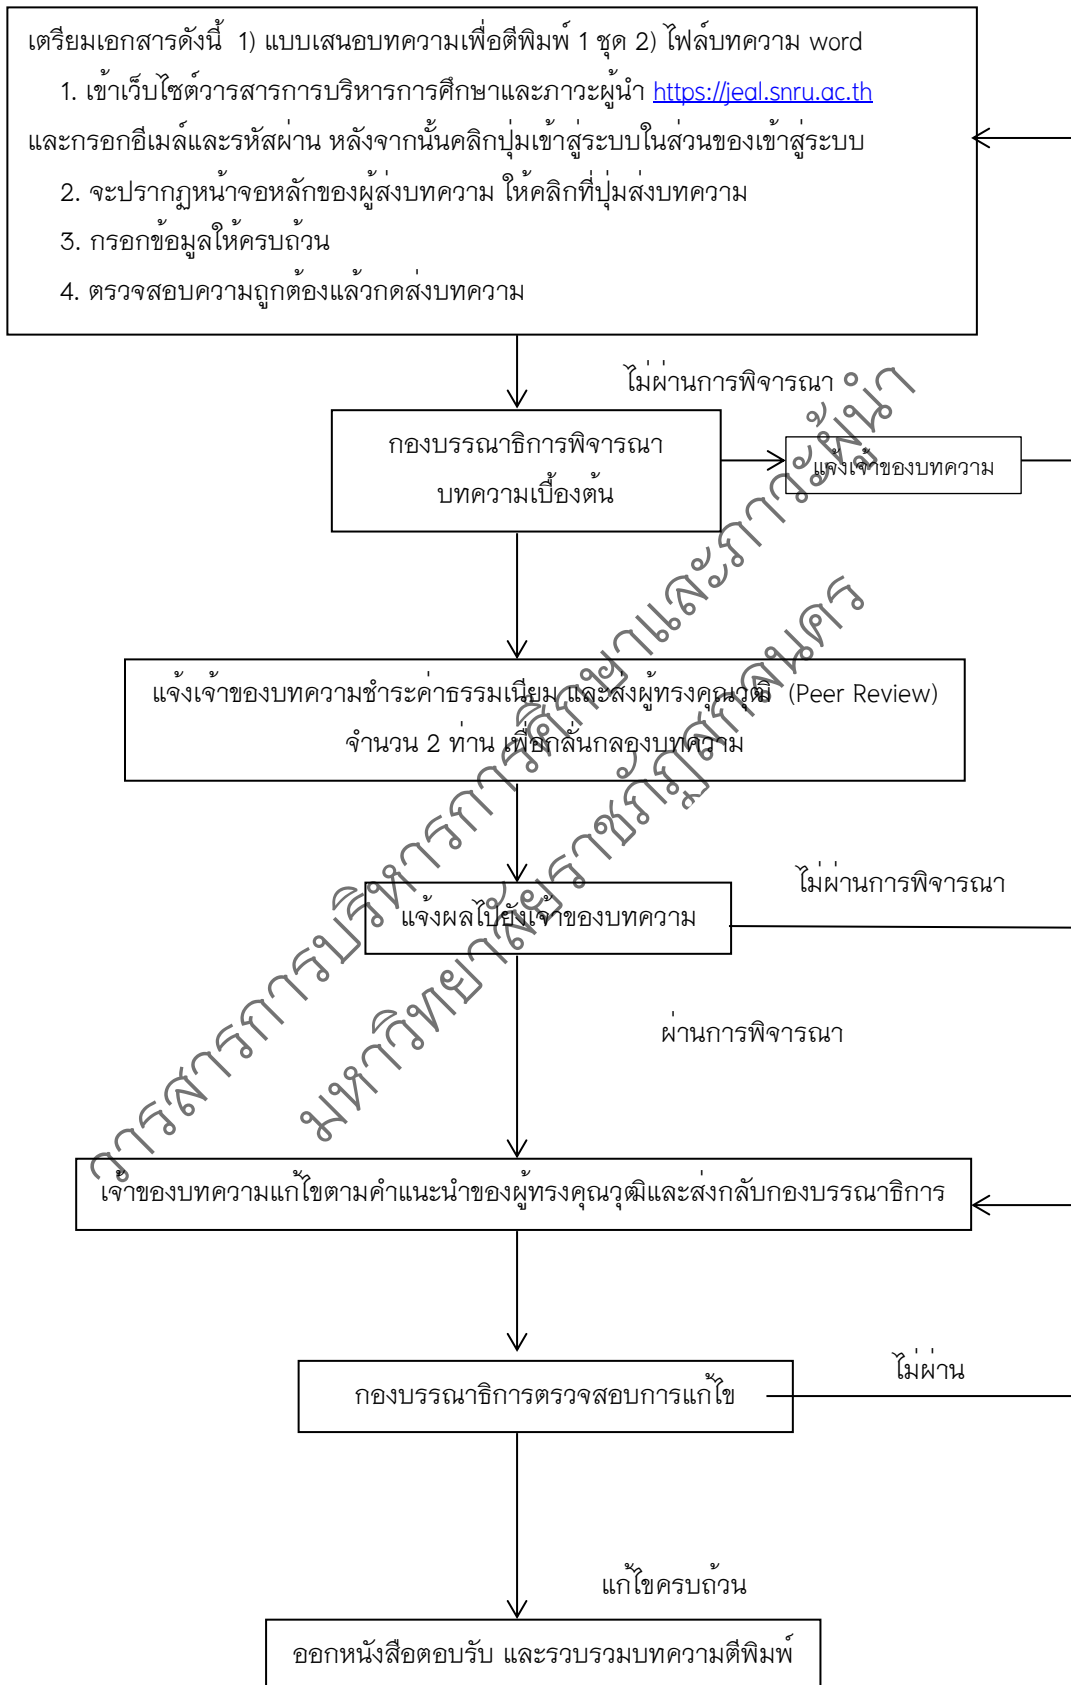 เตรียมเอกสารดังนี้  1) แบบเสนอบทความเพื่อตีพิมพ์ 1 ชุด 2) ไฟล์บทความ word
1. เข้าเว็บไซต์วารสารการบริหารการศึกษาและภาวะผู้นำ https://jeal.snru.ac.th
และกรอกอีเมล์และรหัสผ่าน หลังจากนั้นคลิกปุ่มเข้าสู่ระบบในส่วนของเข้าสู่ระบบ
2. จะปรากฏหน้าจอหลักของผู้ส่งบทความ ให้คลิกที่ปุ่มส่งบทความ
3. กรอกข้อมูลให้ครบถ้วน
4. ตรวจสอบความถูกต้องแล้วกดส่งบทความ
ไม่ผ่านการพิจารณา
กองบรรณาธิการพิจารณา
บทความเบื้องต้น
แจ้งเจ้าของบทความ
แจ้งเจ้าของบทความชำระค่าธรรมเนียม และส่งผู้ทรงคุณวุฒิ (Peer Review)
จำนวน 2 ท่าน เพื่อกลั่นกลองบทความ
ไม่ผ่านการพิจารณา
แจ้งผลไปยังเจ้าของบทความ
ผ่านการพิจารณา
เจ้าของบทความแก้ไขตามคำแนะนำของผู้ทรงคุณวุฒิและส่งกลับกองบรรณาธิการ
ไม่ผ่าน
กองบรรณาธิการตรวจสอบการแก้ไข
แก้ไขครบถ้วน
ออกหนังสือตอบรับ และรวบรวมบทความตีพิมพ์
วารสารการบริหารการศึกษาและภาวะผู้นำ
มหาวิทยาลัยราชภัฏสกลนคร